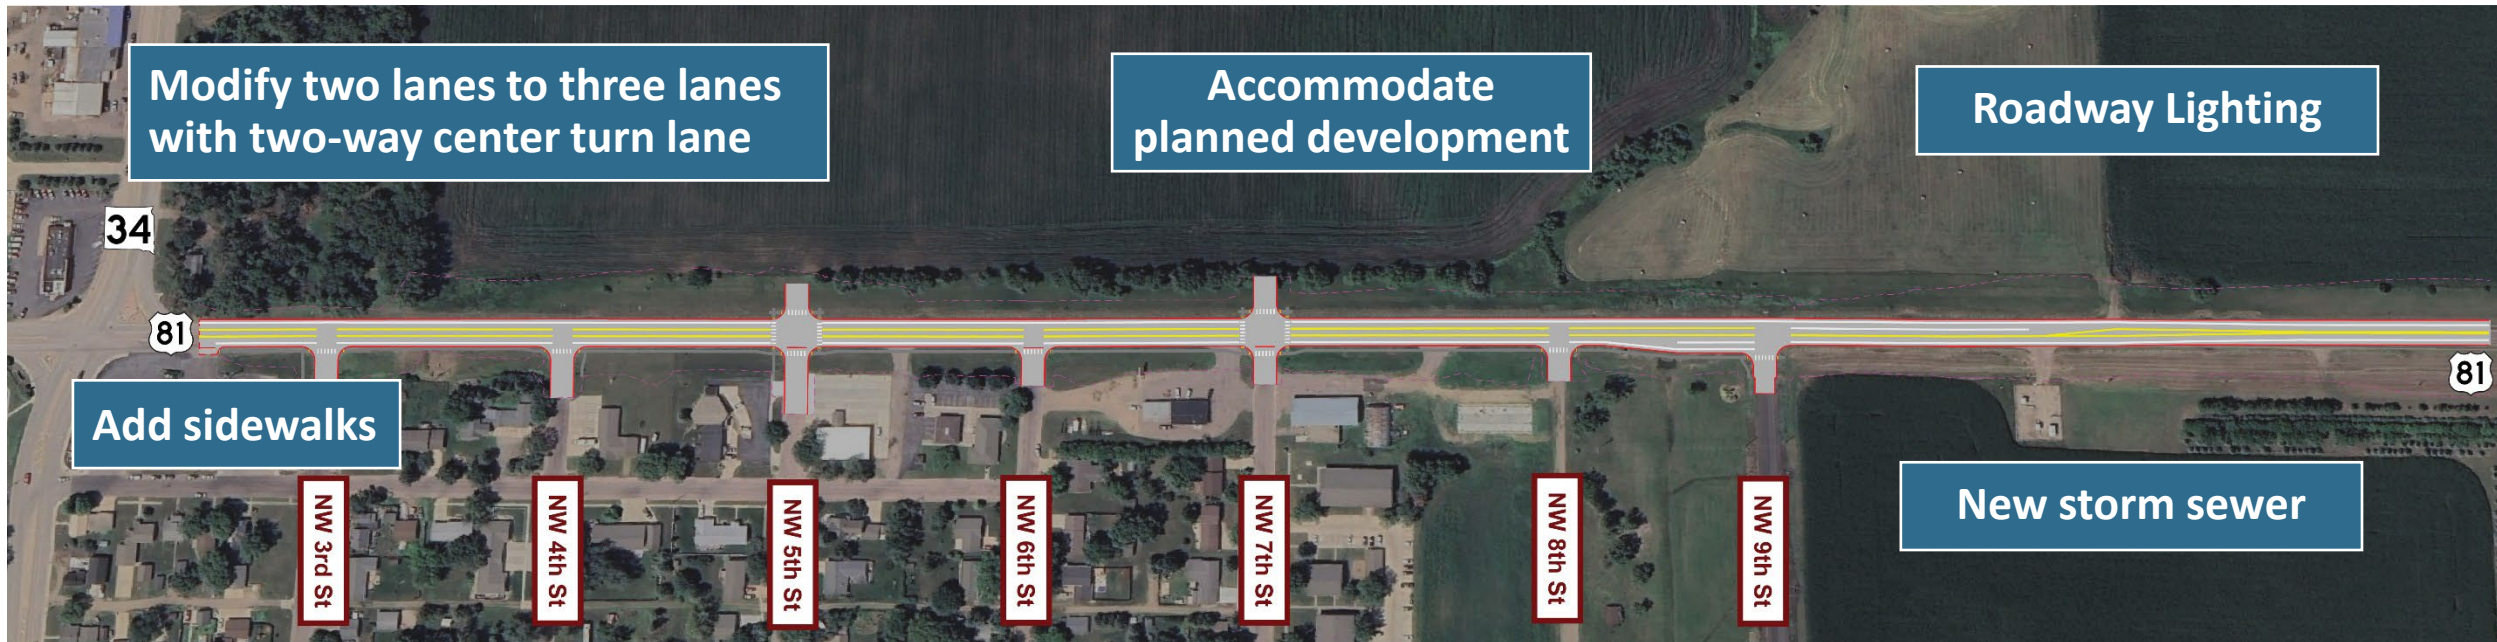 Modify two lanes to three lanes
with two-way center turn lane
Accommodate
planned development
Roadway Lighting
34
81
81
Add sidewalks
New storm sewer
NW 3rd St
NW 4th St
NW 5th St
NW 6th St
NW 7th St
NW 8th St
NW 9th St